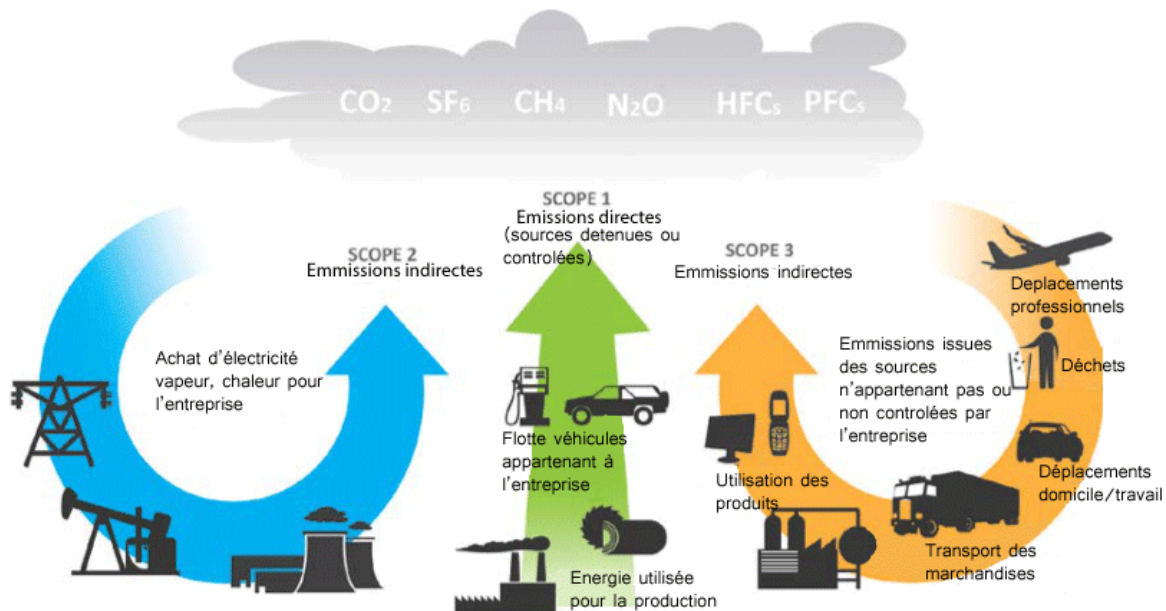 CO2 SF6 CH4 N2O HFCs PFCs
SCOPE 2
Emmissions indirectes
Achat d'électricité
vapeur, chaleur pour
l'entreprise
SCOPE 1
Emissions directes
(sources detenues ou
controlées)
Flotte véhicules
appartenant à
l'entreprise
Energie utilisée
pour la production
SCOPE 3
Emmissions indirectes
Emmissions issues
des sources
n'appartenant pas ou
non controlées par
l'entreprise
Deplacements
professionnels
Déchets
Déplacements
domicile/travail
Transport des
marchandises
Utilisation des
produits